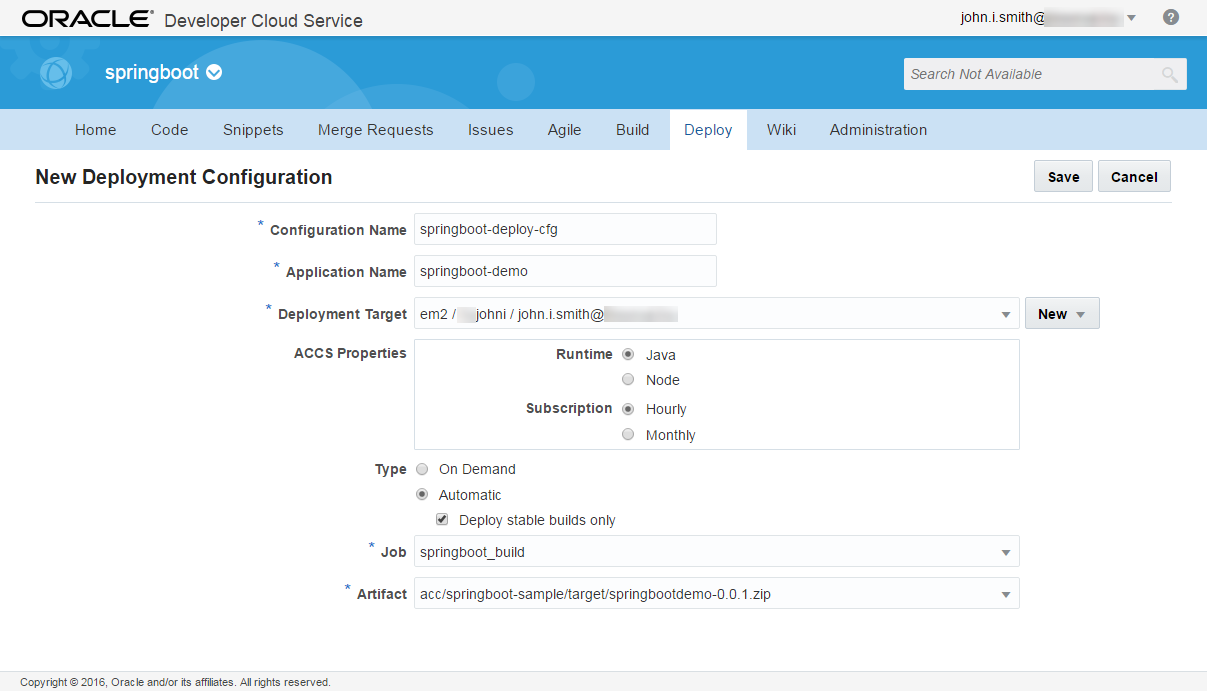 ORACLE® Developer Cloud Service
john.i.smith@
springboot
Search Not Available
Home Code Snippets Merge Requests Issues Agile Build Deploy Wiki Administration
New Deployment Configuration
Save Cancel
* Configuration Name springboot-deploy-cfg
* Application Name springboot-demo
* Deployment Target em2 / johni / john.i.smith@ New
ACCS Properties Runtime Java
Node
Subscription Hourly
Monthly
Type On Demand
Automatic
Deploy stable builds only
* Job springboot_build
* Artifact acc/springboot-sample/target/springbootdemo-0.0.1.zip
Copyright © 2016, Oracle and/or its affiliates. All rights reserved.